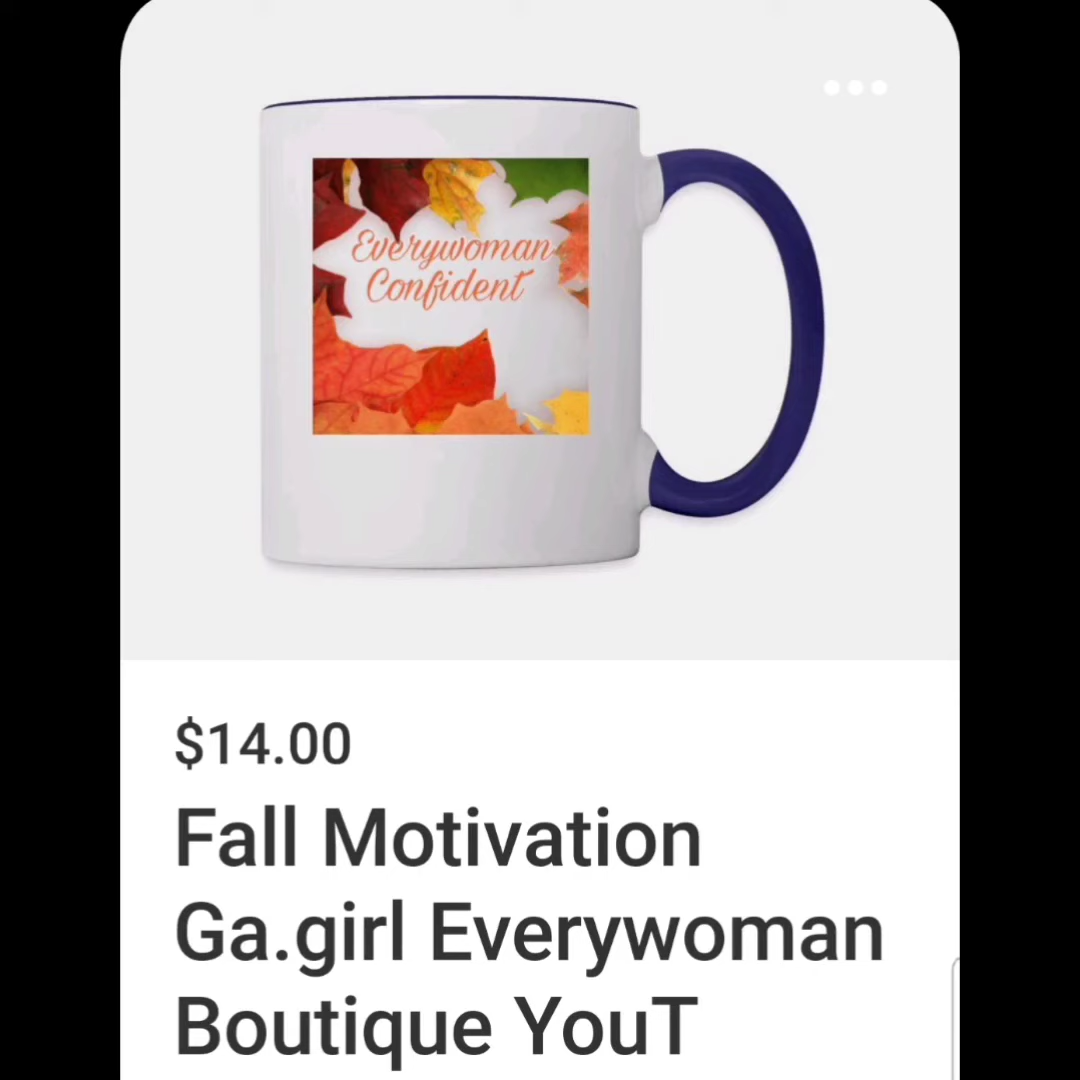 Everywoman
Confident
$14.00
Fall Motivation
Ga.girl Everywoman
Boutique YouT